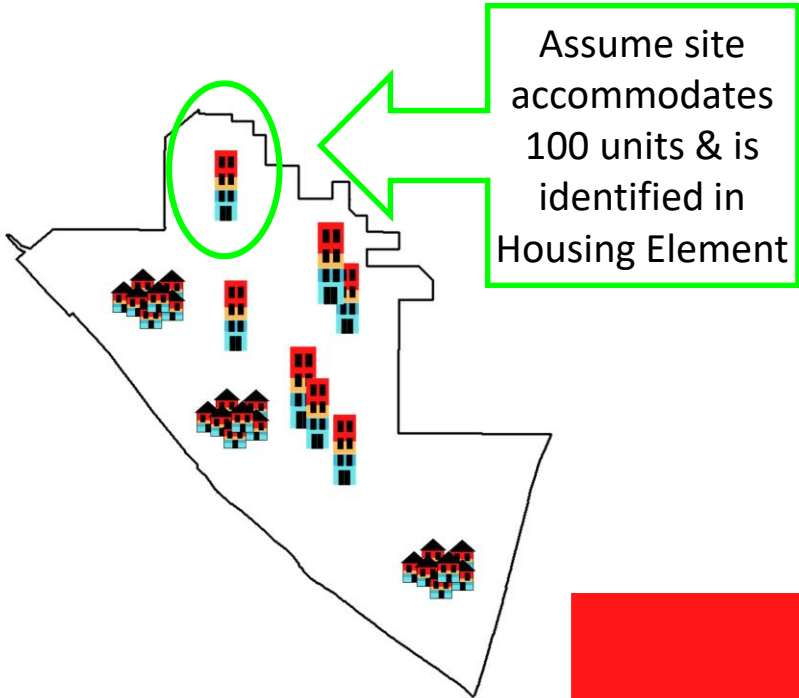 Assume site
accommodates
100 units & is
identified in
Housing Element